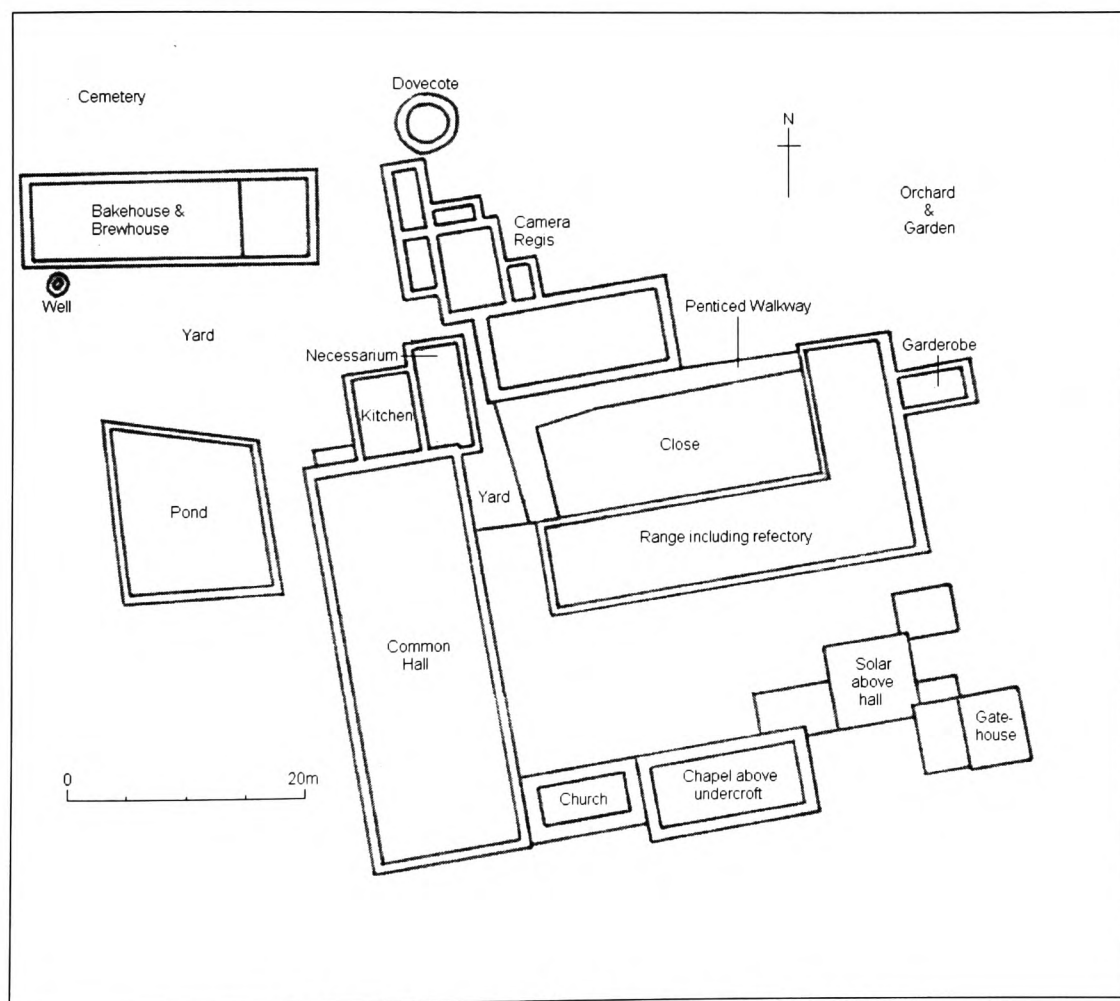 Cemetery
Dovecote
N
Orchard
&
Garden
Bakehouse &
Brewhouse
Camera
Regis
Well
Yard
Penticed Walkway
Necessarium
Garderobe
Kitchen
Close
Pond
Yard
Range including refectory
Common
Hall
Solar
above
hall
Gate-
house
0
20m
Church
Chapel above
undercroft